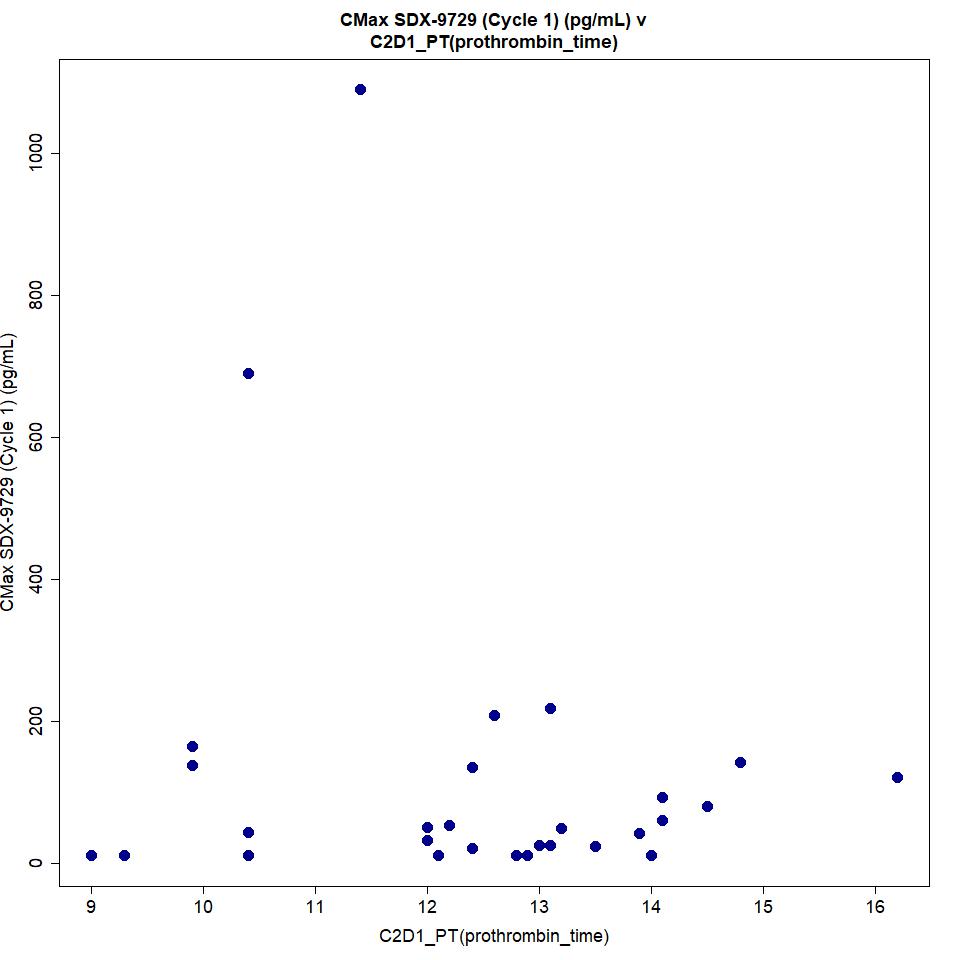 CMax SDX-9729 (Cycle 1) (pg/mL) v
C2D1_PT(prothrombin_time)
CMax SDX-9729 (Cycle 1) (pg/mL)
1000
800
600
400
200
0
9 10 11 12 13 14 15 16
C2D1_PT(prothrombin_time)